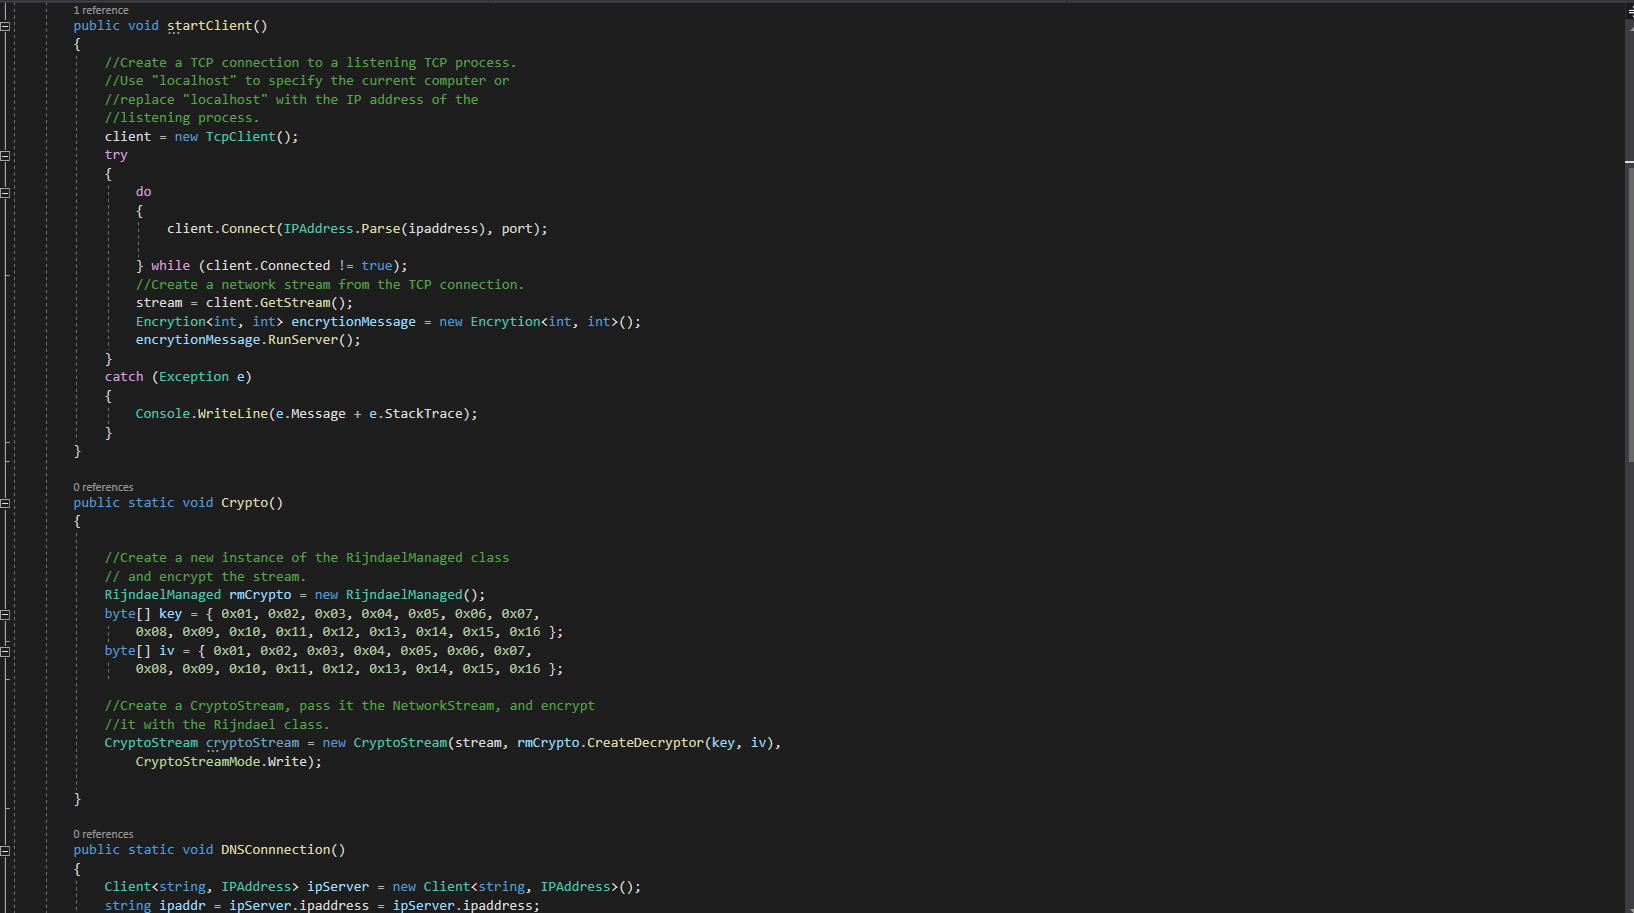 1 reference
public void startClient()
{
//Create a TCP connection to a listening TCP process.
//Use "localhost" to specify the current computer or
//replace "localhost" with the IP address of the
//listening process.
client = new TcpClient();
try
{
do
{
client.Connect(IPAddress.Parse(ipaddress), port);
} while (client.Connected != true);
//Create a network stream from the TCP connection.
stream = client.GetStream();
Encrytion<int, int> encrytionMessage = new Encrytion<int, int>();
encrytionMessage.RunServer();
}
catch (Exception e)
{
Console.WriteLine(e.Message + e.StackTrace);
}
}
0 references
public static void Crypto()
{
//Create a new instance of the RijndaelManaged class
// and encrypt the stream.
RijndaelManaged rmCrypto = new RijndaelManaged();
byte[] key = { 0x01, 0x02, 0x03, 0x04, 0x05, 0x06, 0x07,
0x08, 0x09, 0x10, 0x11, 0x12, 0x13, 0x14, 0x15, 0x16 };
byte[] iv = { 0x01, 0x02, 0x03, 0x04, 0x05, 0x06, 0x07,
0x08, 0x09, 0x10, 0x11, 0x12, 0x13, 0x14, 0x15, 0x16 };
//Create a CryptoStream, pass it the NetworkStream, and encrypt
//it with the Rijndael class.
CryptoStream cryptoStream = new CryptoStream(stream, rmCrypto.CreateDecryptor(key, iv),
CryptoStreamMode.Write);
}
0 references
public static void DNSConnnection()
{
Client<string, IPAddress> ipServer = new Client<string, IPAddress>();
string ipaddr = ipServer.ipaddress = ipServer.ipaddress;